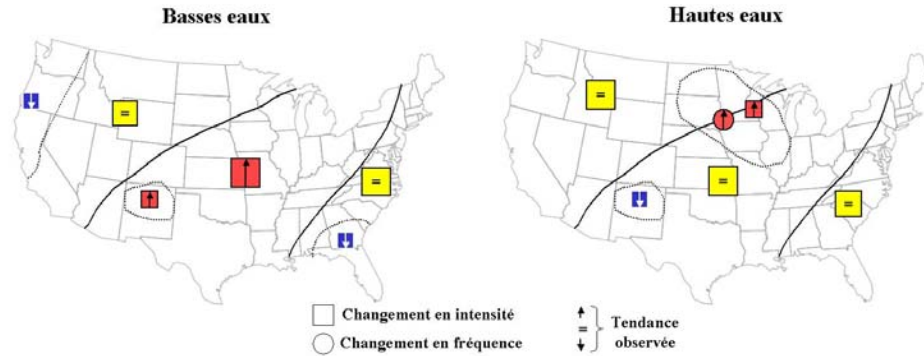 Basses eaux
Hautes eaux
=
=
=
=
=
Changement en intensité
Changement en fréquence
=
Tendance
observée